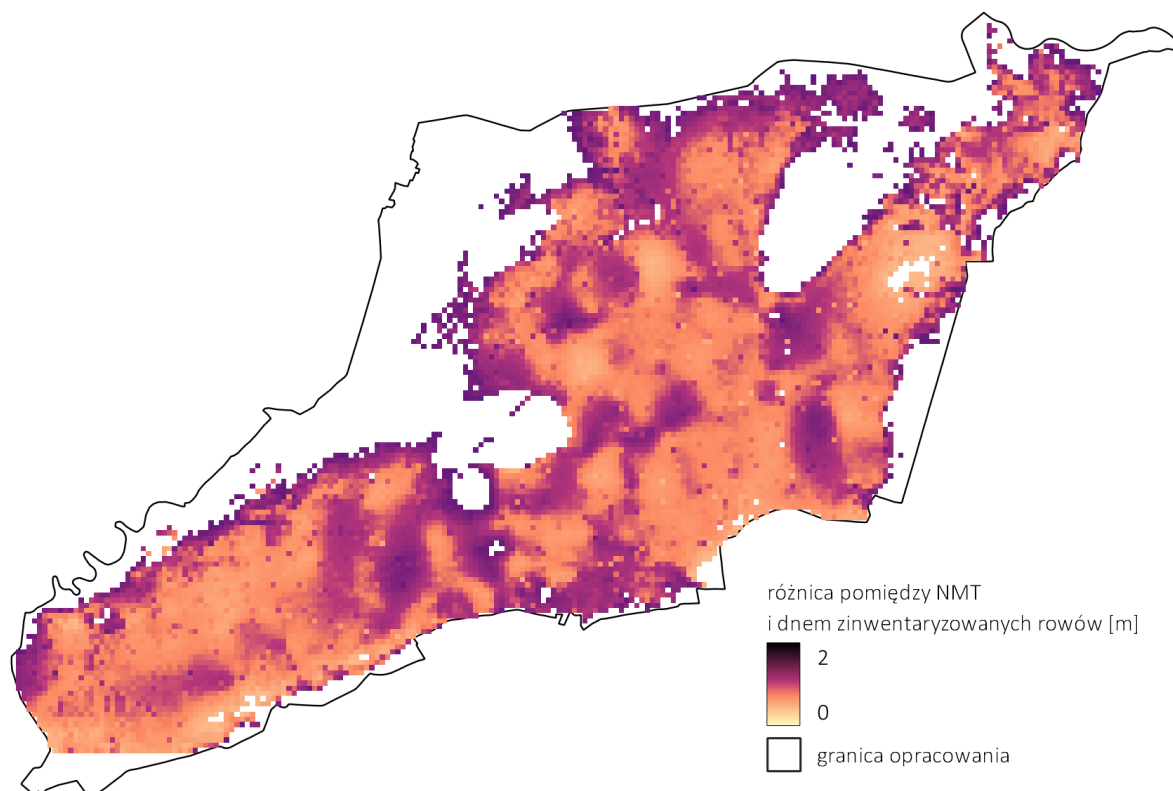 różnica pomiędzy NMT
i dnem zinwentaryzowanych rowów [m]
2
0
granica opracowania